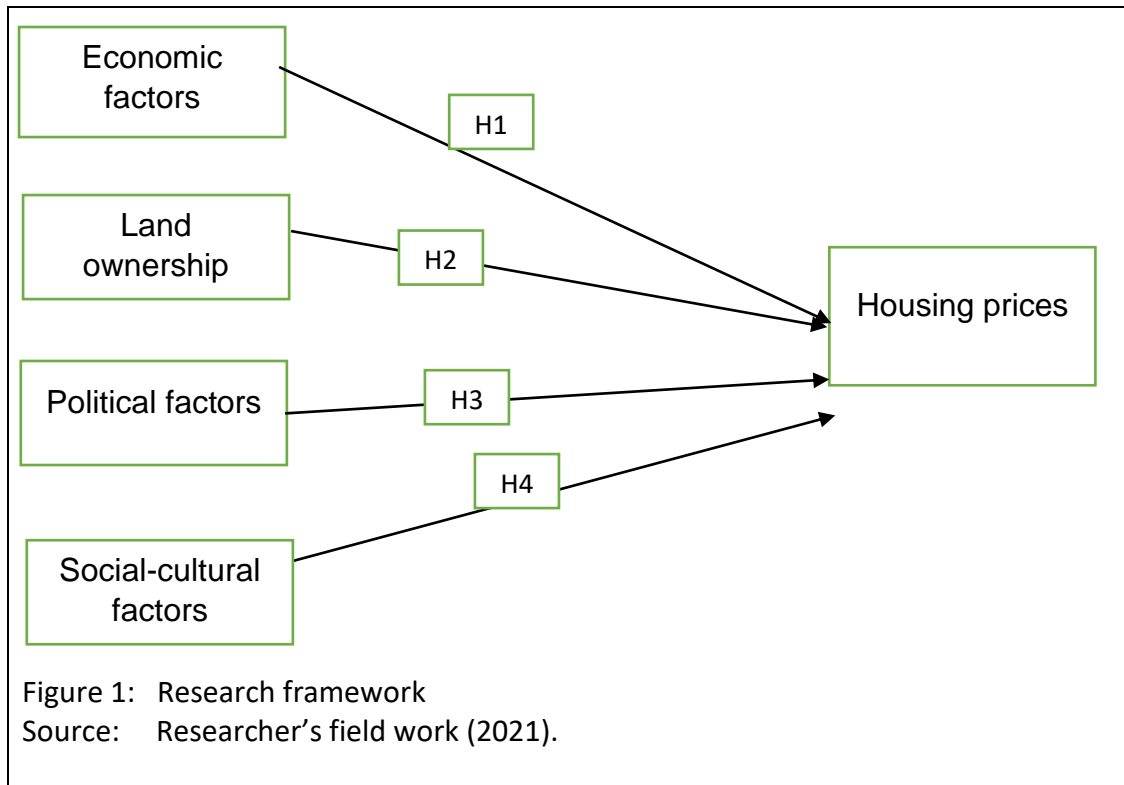 Economic
factors
H1
Land
ownership
H2
Housing prices
Political factors
H3
H4
Social-cultural
factors
Figure 1: Research framework
Source: Researcher’s field work (2021).